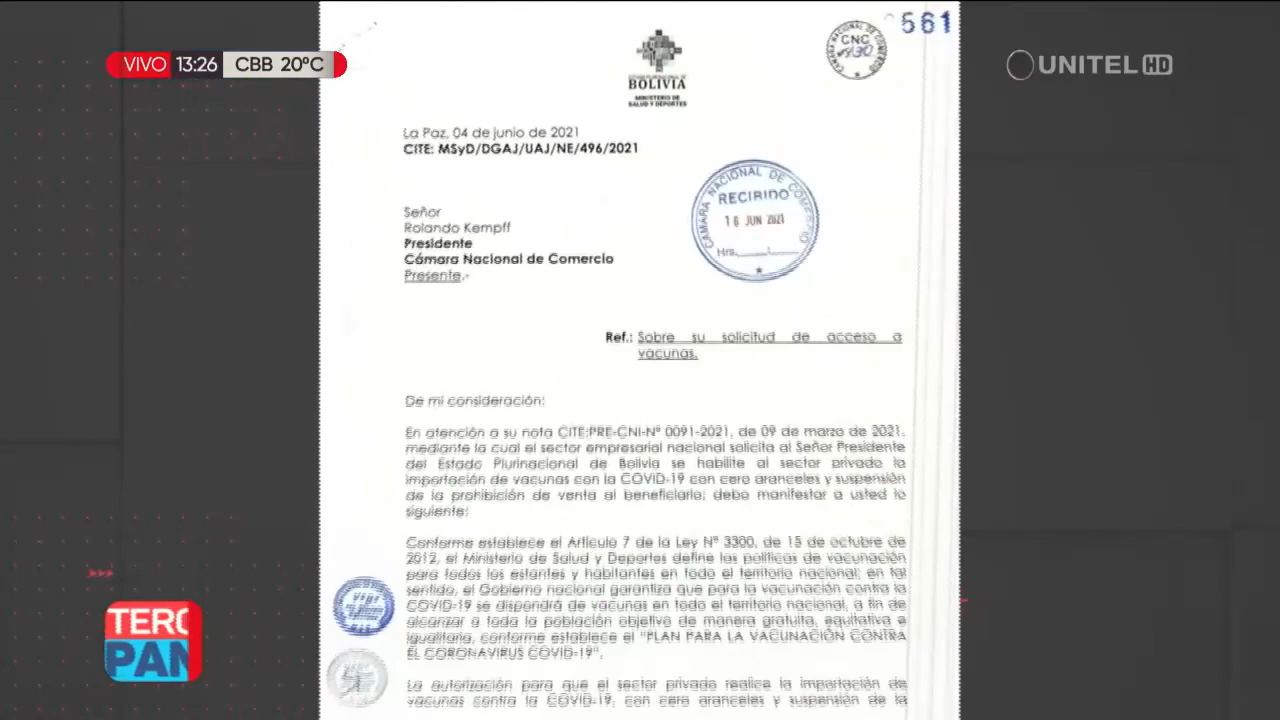 VIVO 13:26 CBB 20°C
UNITEL HD
561
CÁMARA NACIONAL DE COMERCIO
CNC
ESTADO PLURINACIONAL DE
BOLIVIA
MINISTERIO DE
SALUD Y DEPORTES
La Paz, 04 de junio de 2021
CITE: MSyD/DGAJ/UAJ/NE/496/2021
CAMARA NACIONAL DE COMERCIO
RECIBIDO
16 JUN 2021
Hrs.
Señor
Rolando Kempff
Presidente
Cámara Nacional de Comercio
Presente.-
Ref.: Sobre su solicitud de acceso a
vacunas.
De mi consideración:
En atención a su nota CITE:PRE-CNI-Nº 0091-2021, de 09 de marzo de 2021,
mediante la cual el sector empresarial nacional solicita al Señor Presidente
del Estado Plurinacional de Bolivia se habilite al sector privado la
importación de vacunas con la COVID-19 con cero aranceles y suspensión
de la prohibición de venta al beneficiario; debo manifestar a usted lo
siguiente:
Conforme establece el Artículo 7 de la Ley Nº 3300, de 15 de octubre de
2012, el Ministerio de Salud y Deportes define las políticas de vacunación
para todos los estantes y habitantes en todo el territorio nacional; en tal
sentido, el Gobierno nacional garantiza que para la vacunación contra la
COVID-19 se dispondrá de vacunas en todo el territorio nacional, a fin de
alcanzar a toda la población objetivo de manera gratuita, equitativa e
igualitaria, conforme establece el "PLAN PARA LA VACUNACIÓN CONTRA
EL CORONAVIRUS COVID-19".
La autorización para que el sector privado realice la importación de
vacunas contra la COVID-19, con cero aranceles y suspensión de la
TERO
PAN